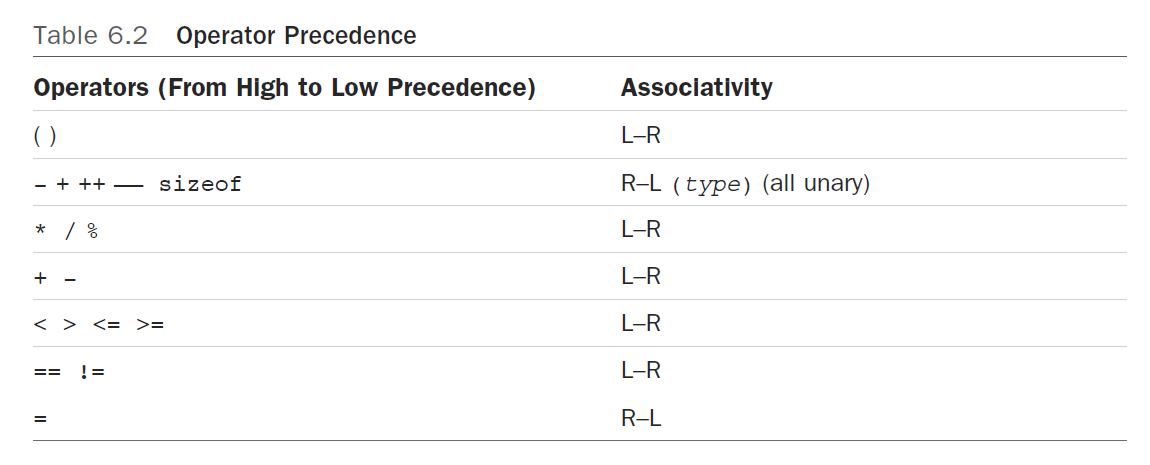 Table 6.2 Operator Precedence
Operators (From High to Low Precedence) Associativity
( ) L–R
– + ++ –– sizeof R–L (type) (all unary)
* / % L–R
+ – L–R
< > <= >= L–R
== != L–R
= R–L